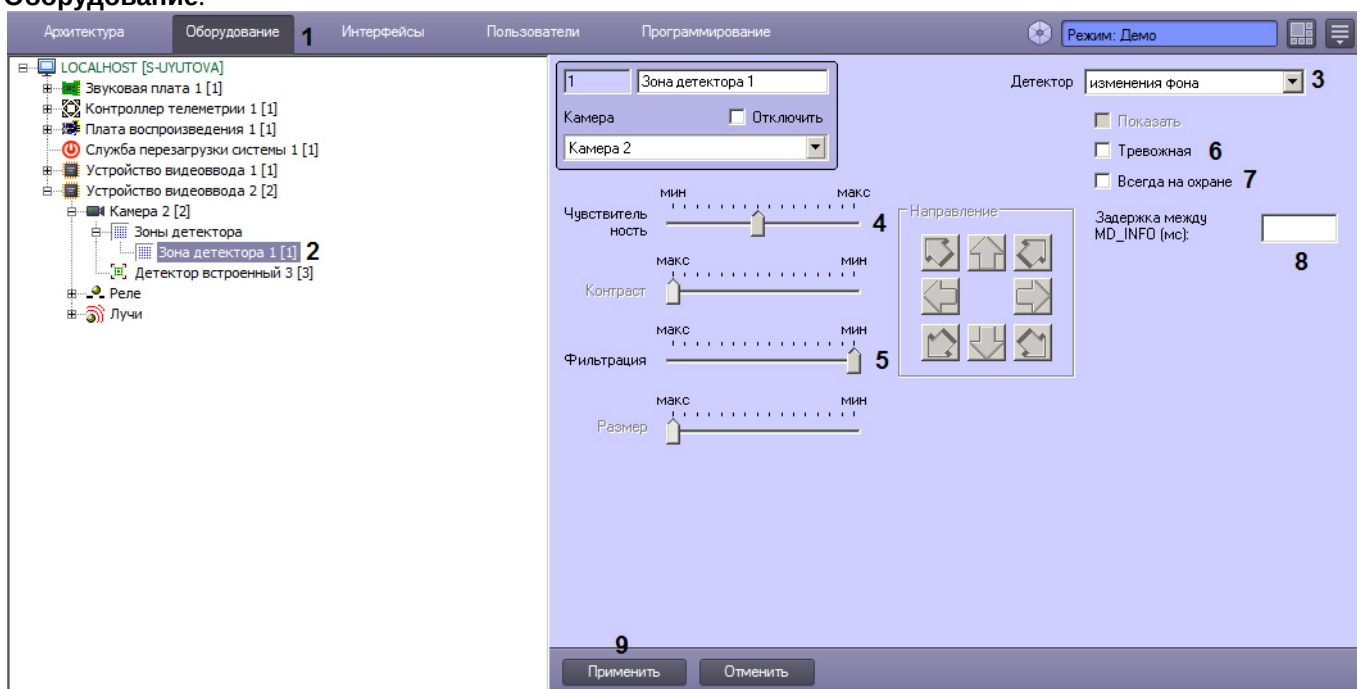 Оборудование.
Архитектура Оборудование 1 Интерфейсы Пользователи Программирование Режим: Демо
LOCALHOST [S-UYUTOVA]
Звуковая плата 1 [1]
Контроллер телеметрии 1 [1]
Плата воспроизведения 1 [1]
Служба перезагрузки системы 1 [1]
Устройство видеоввода 1 [1]
Устройство видеоввода 2 [2]
Камера 2 [2]
Зоны детектора
Зона детектора 1 [1] 2
Детектор встроенный 3 [3]
Реле
Лучи
1 Зона детектора 1
Камера Отключить
Камера 2
мин макс
Чувствитель
ность 4
макс мин
Контраст
макс мин
Фильтрация 5
макс мин
Размер
Направление
Детектор изменения фона 3
Показать
Тревожная 6
Всегда на охране 7
Задержка между
MD_INFO (мс):
8
9
Применить Отменить